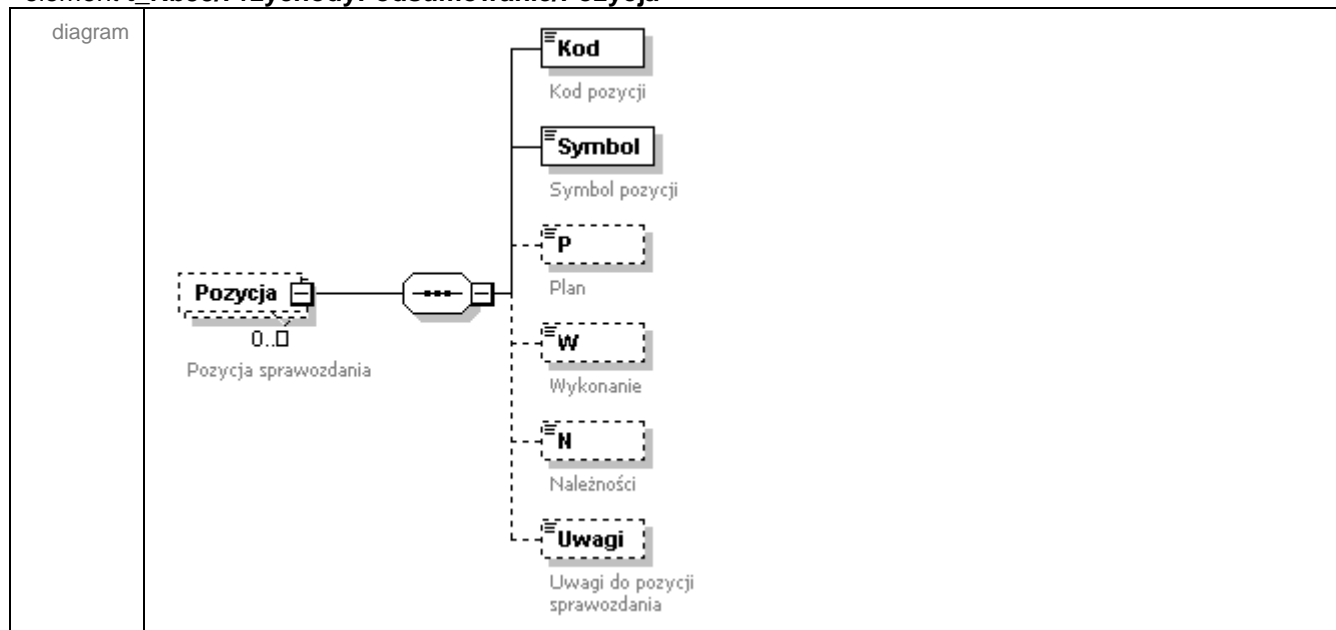 diagram
Kod
Kod pozycji
Symbol
Symbol pozycji
P
Plan
Pozycja
0..□
Pozycja sprawozdania
W
Wykonanie
N
Należności
Uwagi
Uwagi do pozycji
sprawozdania